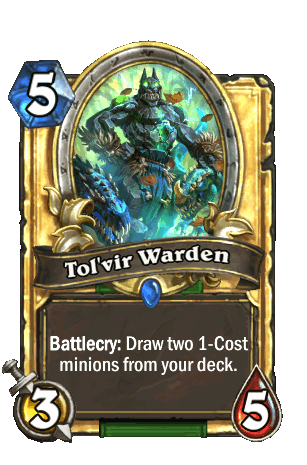 5
Tol'vir Warden
Battlecry: Draw two 1-Cost
minions from your deck.
3
5